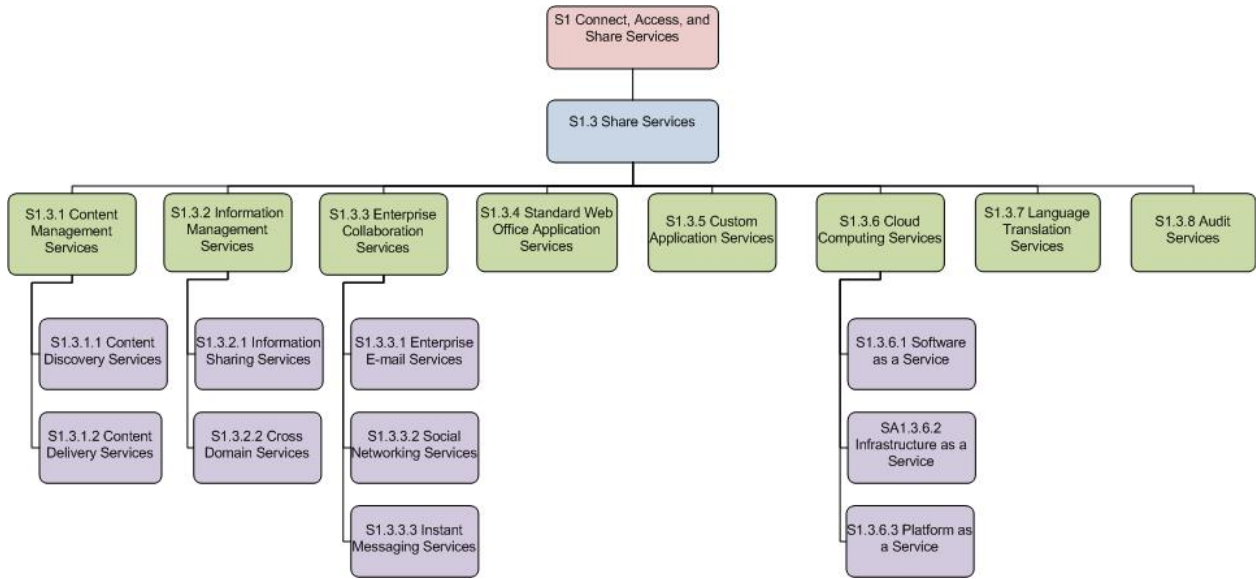 S1 Connect, Access, and
Share Services
S1.3 Share Services
S1.3.1 Content
Management
Services
S1.3.2 Information
Management
Services
S1.3.3 Enterprise
Collaboration
Services
S1.3.4 Standard Web
Office Application
Services
S1.3.5 Custom
Application Services
S1.3.6 Cloud
Computing Services
S1.3.7 Language
Translation
Services
S1.3.8 Audit
Services
S1.3.1.1 Content
Discovery Services
S1.3.2.1 Information
Sharing Services
S1.3.3.1 Enterprise
E-mail Services
S1.3.6.1 Software
as a Service
S1.3.1.2 Content
Delivery Services
S1.3.2.2 Cross
Domain Services
S1.3.3.2 Social
Networking Services
SA1.3.6.2
Infrastructure as a
Service
S1.3.3.3 Instant
Messaging Services
S1.3.6.3 Platform as
a Service